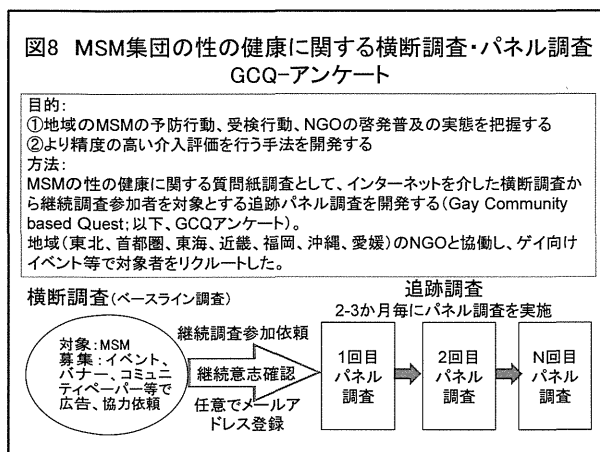 図8 MSM集団の性の健康に関する横断調査・パネル調査
GCQ-アンケート
目的:
①地域のMSMの予防行動、受検行動、NGOの啓発普及の実態を把握する
②より精度の高い介入評価を行う手法を開発する
方法:
MSMの性の健康に関する質問紙調査として、インターネットを介した横断調査か
ら継続調査参加者を対象とする追跡パネル調査を開発する(Gay Community
based Quest;以下、GCQアンケート)。
地域(東北、首都圏、東海、近畿、福岡、沖縄、愛媛)のNGOと協働し、ゲイ向け
イベント等で対象者をリクルートした。
横断調査(ベースライン調査)
対象:MSM
募集:イベント、
バナー、コミュニ
ティペーパー等で
広告、協力依頼
継続調査参加依頼
継続意志確認
任意でメールア
ドレス登録
追跡調査
2-3か月毎にパネル調査を実施
1回目
パネル
調査
2回目
パネル
調査
N回目
パネル
調査